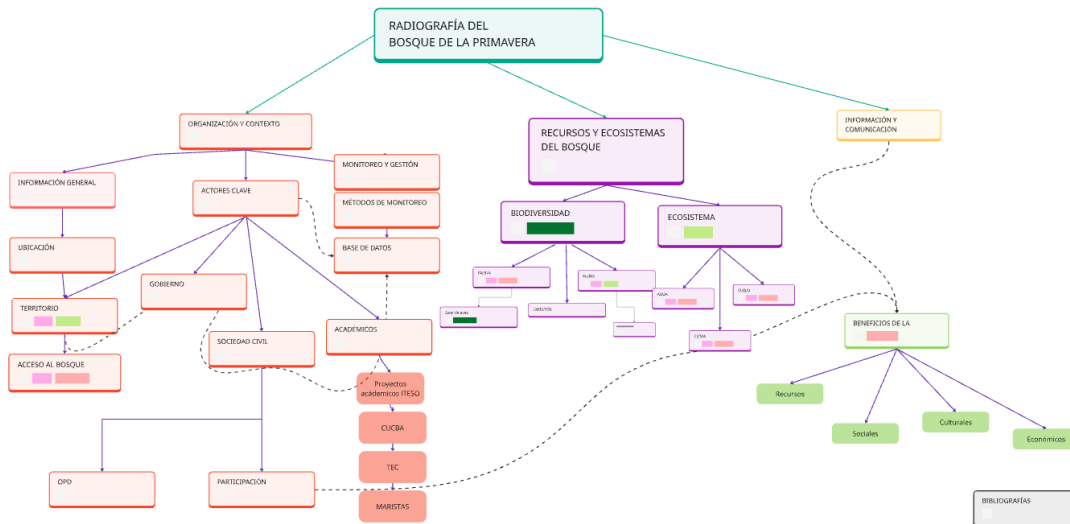 RADIOGRAFÍA DEL
BOSQUE DE LA PRIMAVERA
ORGANIZACIÓN Y CONTEXTO
RECURSOS Y ECOSISTEMAS
DEL BOSQUE
INFORMACIÓN Y
COMUNICACIÓN
INFORMACIÓN GENERAL
ACTORES CLAVE
MONITOREO Y GESTIÓN
MÉTODOS DE MONITOREO
BASE DE DATOS
UBICACIÓN
GOBIERNO
TERRITORIO
ACCESO AL BOSQUE
SOCIEDAD CIVIL
ACADÉMICOS
Proyectos
académicos ITESO
CUCBA
TEC
MARISTAS
OPD
PARTICIPACIÓN
BIODIVERSIDAD
ECOSISTEMA
FAUNA
FLORA
AGUA
SUELO
CLIMA
BENEFICIOS DE LA
Recursos
Sociales
Culturales
Económicos
BIBLIOGRAFÍAS